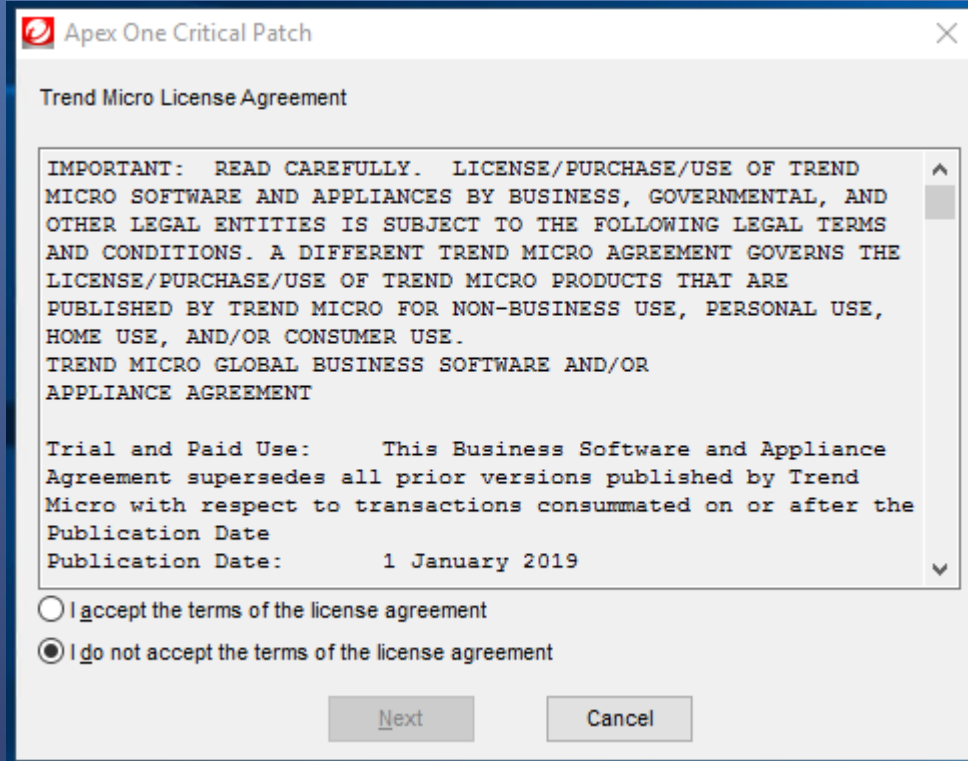 Apex One Critical Patch
Trend Micro License Agreement
IMPORTANT:  READ CAREFULLY.  LICENSE/PURCHASE/USE OF TREND
MICRO SOFTWARE AND APPLIANCES BY BUSINESS, GOVERNMENTAL, AND
OTHER LEGAL ENTITIES IS SUBJECT TO THE FOLLOWING LEGAL TERMS
AND CONDITIONS. A DIFFERENT TREND MICRO AGREEMENT GOVERNS THE
LICENSE/PURCHASE/USE OF TREND MICRO PRODUCTS THAT ARE
PUBLISHED BY TREND MICRO FOR NON-BUSINESS USE, PERSONAL USE,
HOME USE, AND/OR CONSUMER USE.
TREND MICRO GLOBAL BUSINESS SOFTWARE AND/OR
APPLIANCE AGREEMENT
Trial and Paid Use:     This Business Software and Appliance
Agreement supersedes all prior versions published by Trend
Micro with respect to transactions consummated on or after the
Publication Date
Publication Date:       1 January 2019
I accept the terms of the license agreement
I do not accept the terms of the license agreement
Next
Cancel